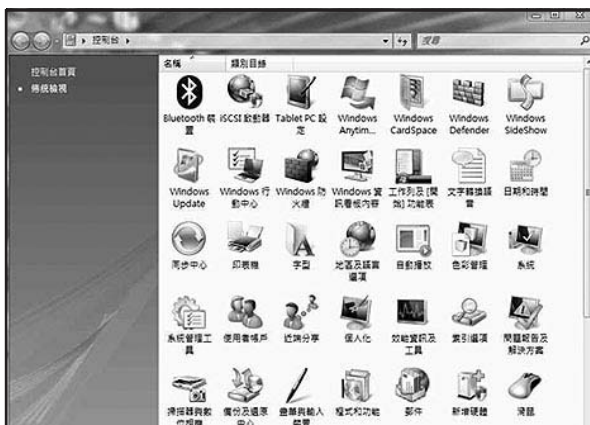 控制台
搜尋
控制台首頁
傳統檢視
名稱 類別目錄
Bluetooth 裝置
iSCSI 啟動器
Tablet PC 設定
Windows Anytim...
Windows CardSpace
Windows Defender
Windows SideShow
Windows Update
Windows 行動中心
Windows 防火牆
Windows 資訊看板內容
工作列及 [開始] 功能表
文字轉換語音
日期和時間
同步中心
印表機
字型
地區及語言選項
自動播放
色彩管理
系統
系統管理工具
使用者帳戶
近端分享
個人化
效能資訊及工具
索引選項
問題報告及解決方案
掃描器與數位相機
備份及還原中心
畫筆與輸入裝置
程式和功能
郵件
新增硬體
滑鼠